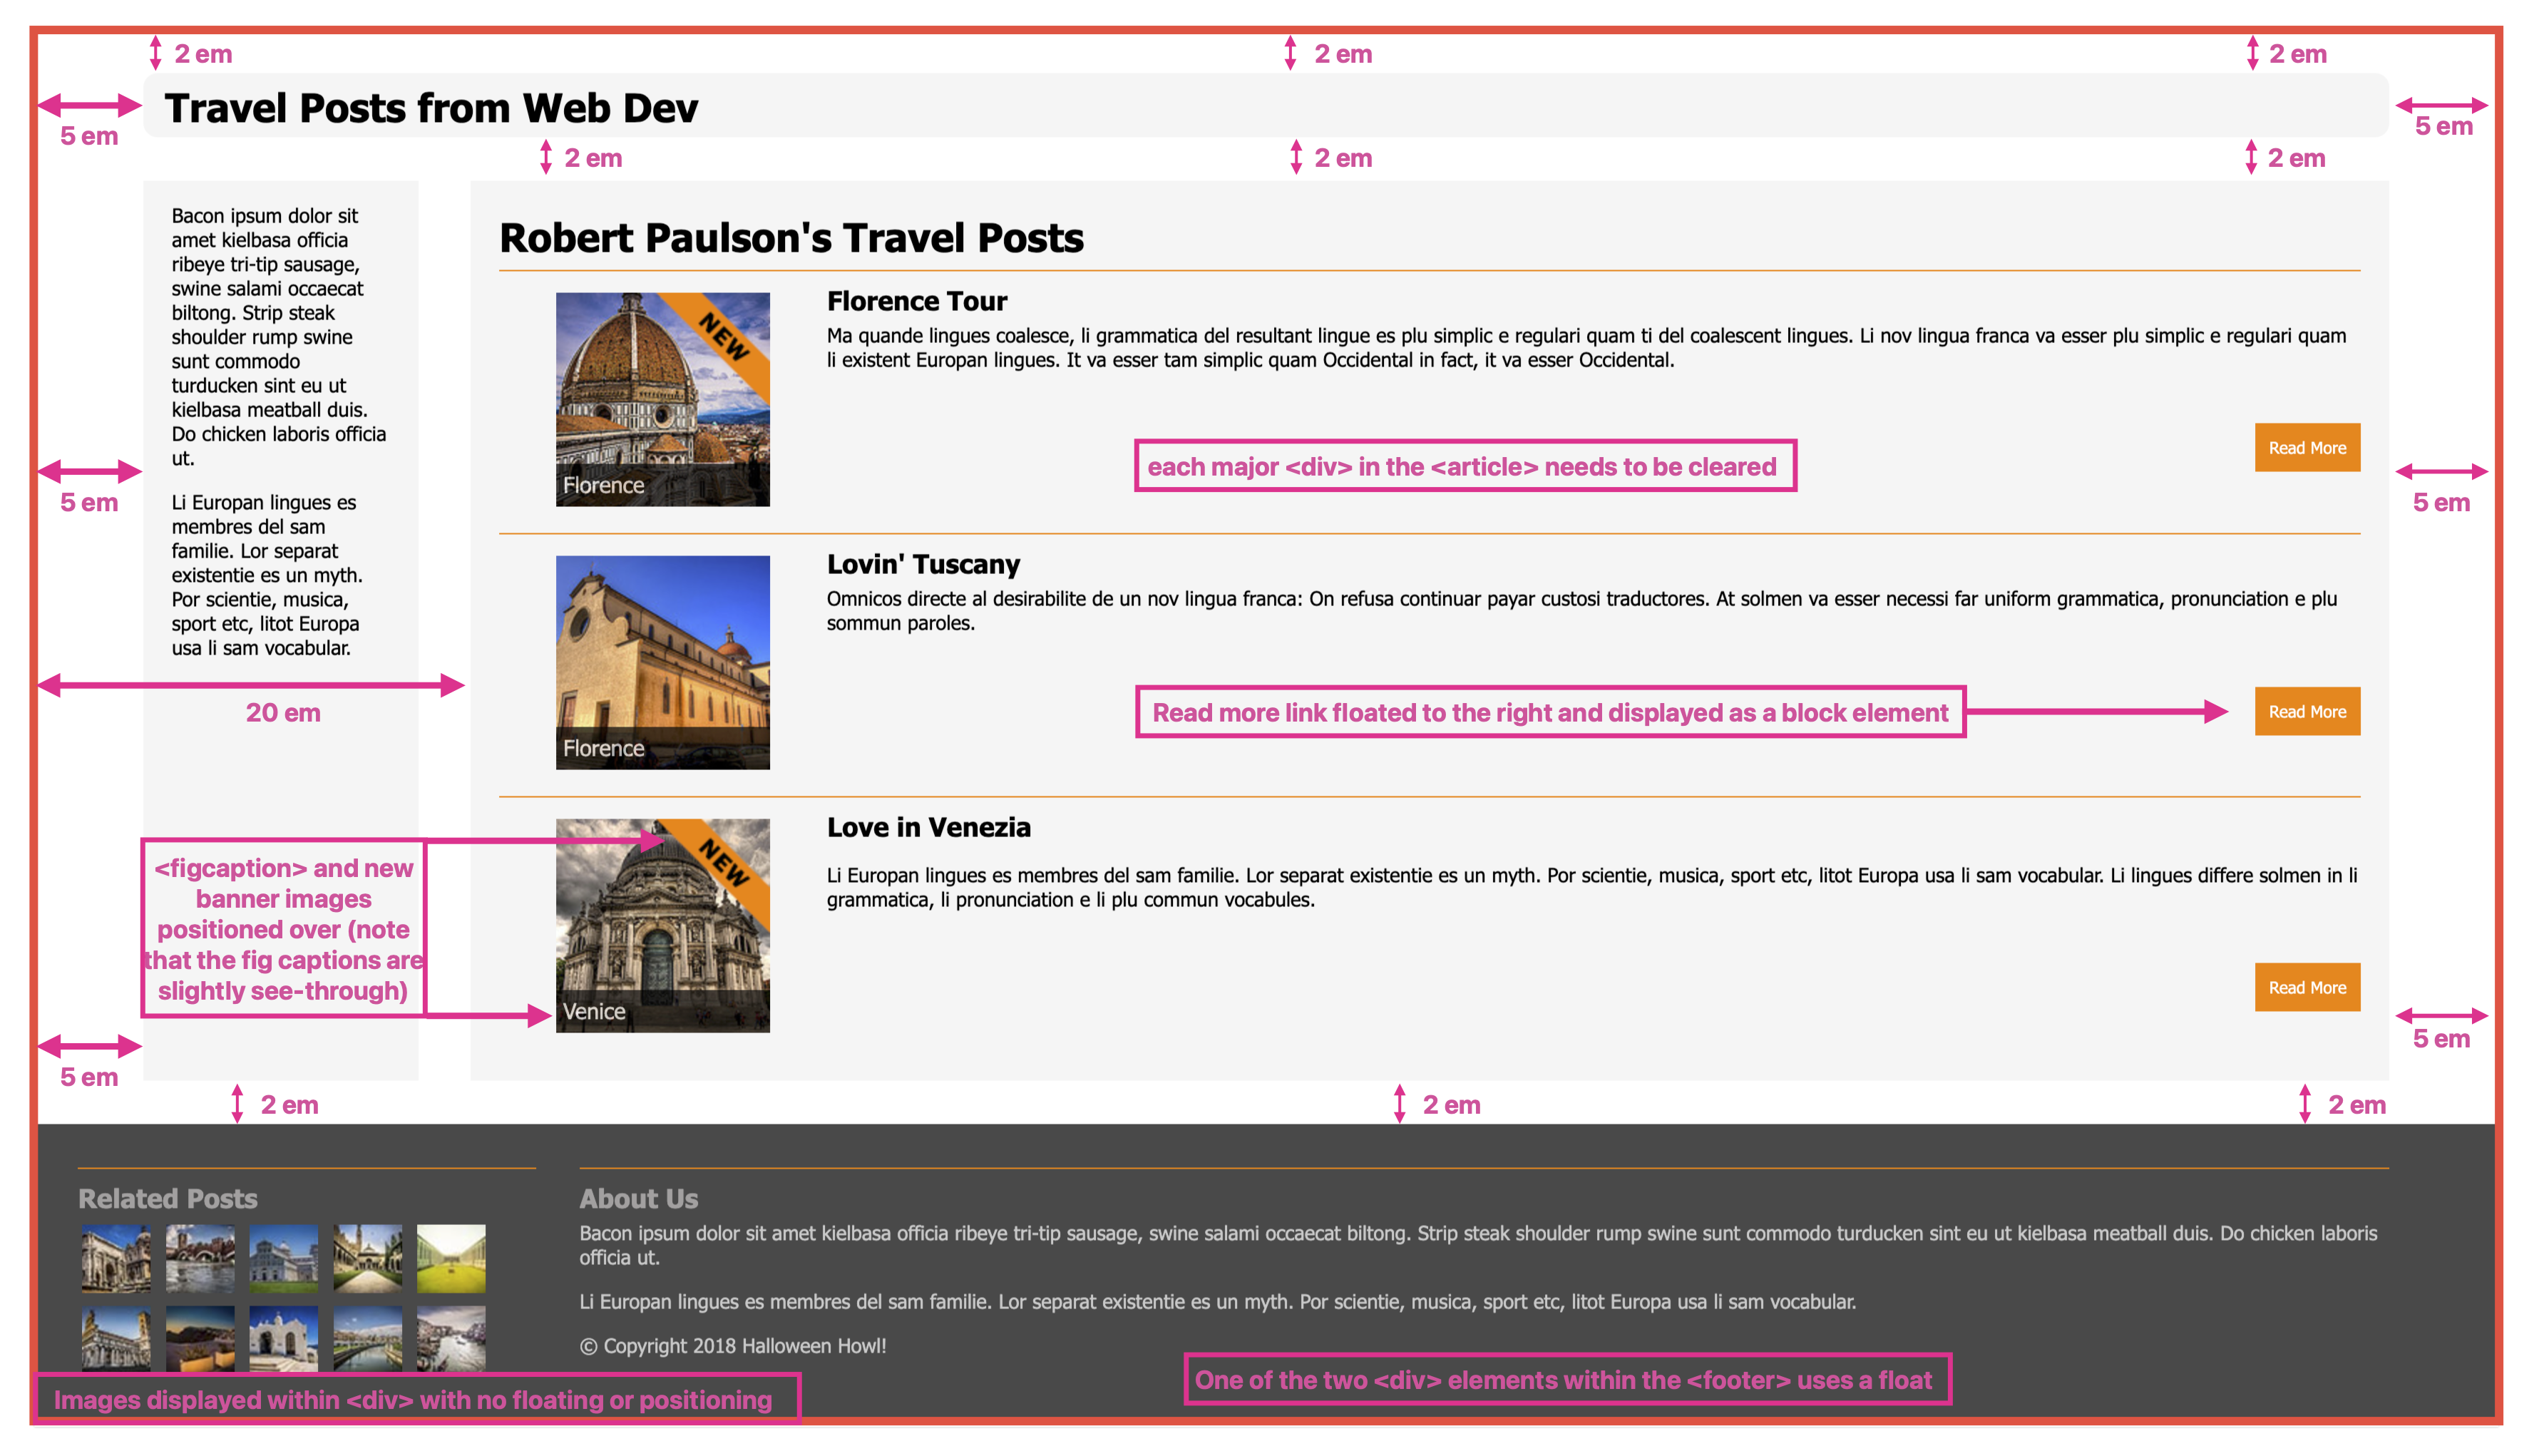 2 em
2 em
2 em
Travel Posts from Web Dev
5 em
5 em
2 em
2 em
2 em
Bacon ipsum dolor sit
amet kielbasa officia
ribeye tri-tip sausage,
swine salami occaecat
biltong. Strip steak
shoulder rump swine
sunt commodo
turducken sint eu ut
kielbasa meatball duis.
Do chicken laboris officia
ut.
Li Europan lingues es
membres del sam
familie. Lor separat
existentie es un myth.
Por scientie, musica,
sport etc, litot Europa
usa li sam vocabular.
5 em
20 em
<figcaption> and new
banner images
positioned over (note
that the fig captions are
slightly see-through)
5 em
2 em
Robert Paulson's Travel Posts
NEW
Florence
Florence Tour
Ma quande lingues coalesce, li grammatica del resultant lingue es plu simplic e regulari quam ti del coalescent lingues. Li nov lingua franca va esser plu simplic e regulari quam
li existent Europan lingues. It va esser tam simplic quam Occidental in fact, it va esser Occidental.
Read More
each major <div> in the <article> needs to be cleared
5 em
Florence
Lovin' Tuscany
Omnicos directe al desirabilite de un nov lingua franca: On refusa continuar payar custosi traductores. At solmen va esser necessi far uniform grammatica, pronunciation e plu
sommun paroles.
Read more link floated to the right and displayed as a block element
Read More
NEW
Venice
Love in Venezia
Li Europan lingues es membres del sam familie. Lor separat existentie es un myth. Por scientie, musica, sport etc, litot Europa usa li sam vocabular. Li lingues differe solmen in li
grammatica, li pronunciation e li plu commun vocabules.
Read More
5 em
2 em
2 em
Related Posts
Images displayed within <div> with no floating or positioning
About Us
Bacon ipsum dolor sit amet kielbasa officia ribeye tri-tip sausage, swine salami occaecat biltong. Strip steak shoulder rump swine sunt commodo turducken sint eu ut kielbasa meatball duis. Do chicken laboris
officia ut.
Li Europan lingues es membres del sam familie. Lor separat existentie es un myth. Por scientie, musica, sport etc, litot Europa usa li sam vocabular.
© Copyright 2018 Halloween Howl!
One of the two <div> elements within the <footer> uses a float